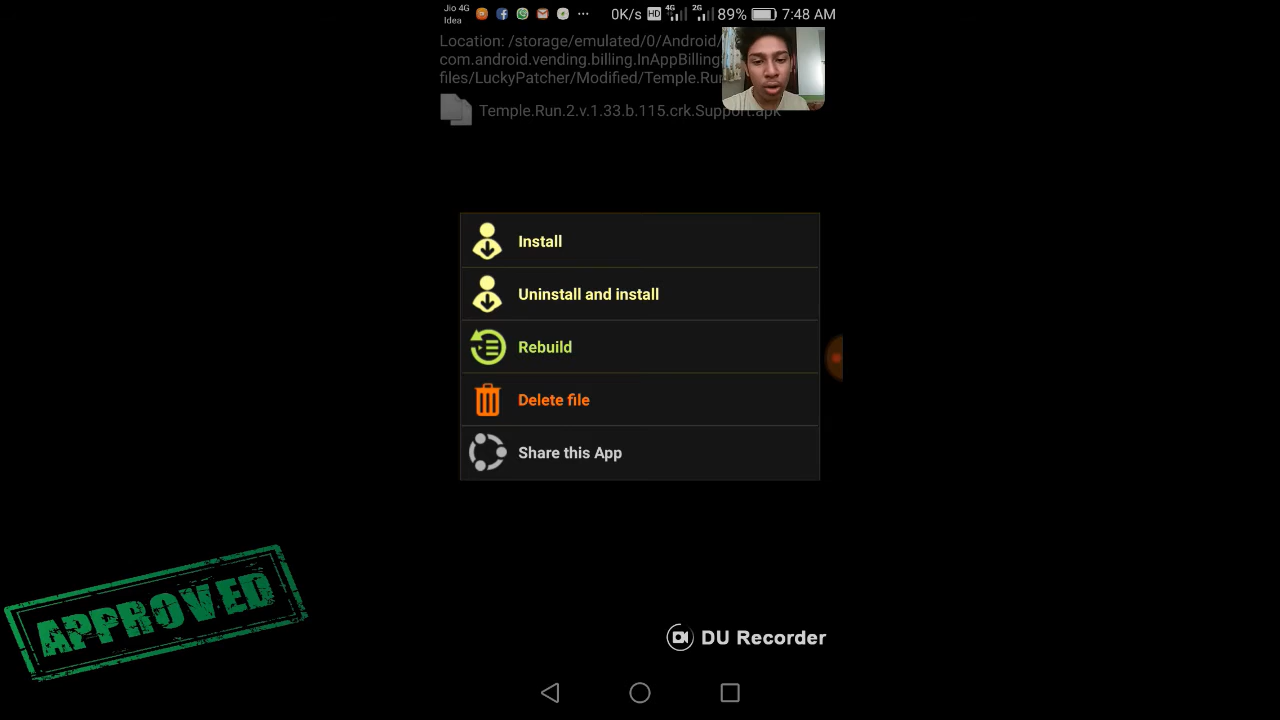 Jio 4G
Idea
0K/s HD 4G 2G 89% 7:48 AM
Location: /storage/emulated/0/Android/
com.android.vending.billing.InAppBilling
files/LuckyPatcher/Modified/Temple.Ru
Temple.Run.2.v.1.33.b.115.crk.Support.apk
Install
Uninstall and install
Rebuild
Delete file
Share this App
APPROVED
DU Recorder